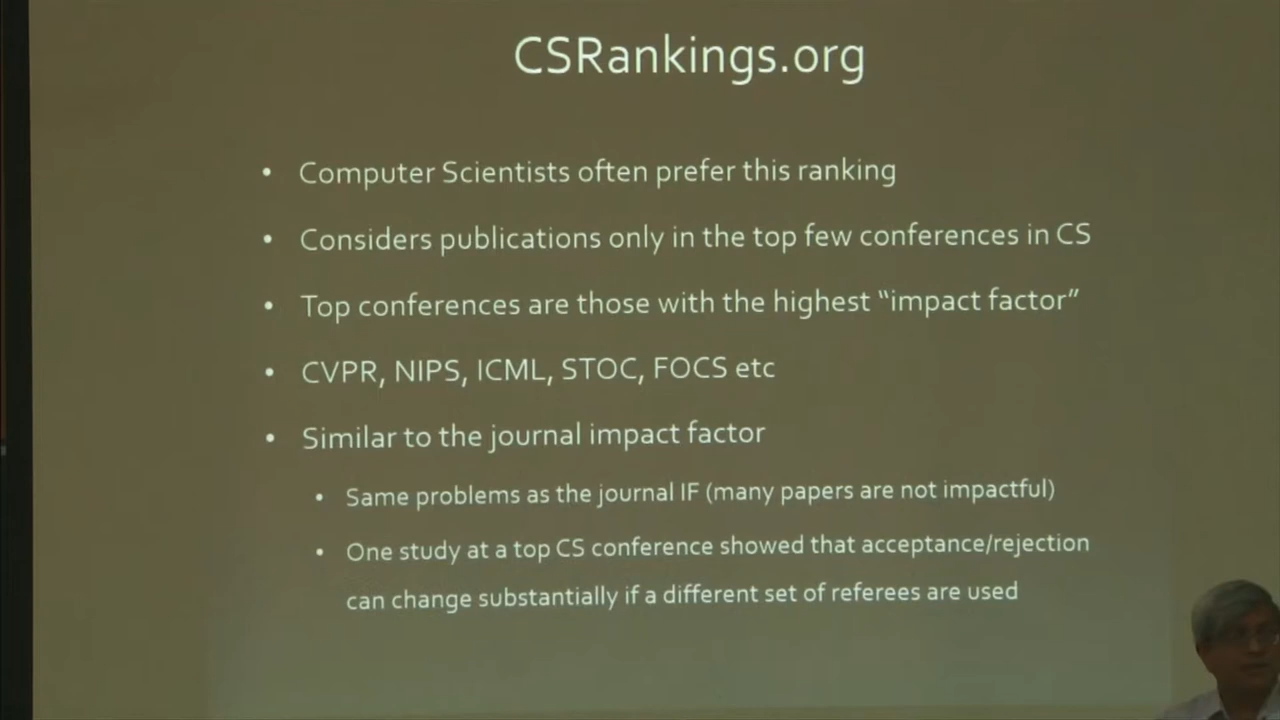 CSRankings.org
• Computer Scientists often prefer this ranking
• Considers publications only in the top few conferences in CS
• Top conferences are those with the highest “impact factor”
• CVPR, NIPS, ICML, STOC, FOCS etc
• Similar to the journal impact factor
• Same problems as the journal IF (many papers are not impactful)
• One study at a top CS conference showed that acceptance/rejection
can change substantially if a different set of referees are used